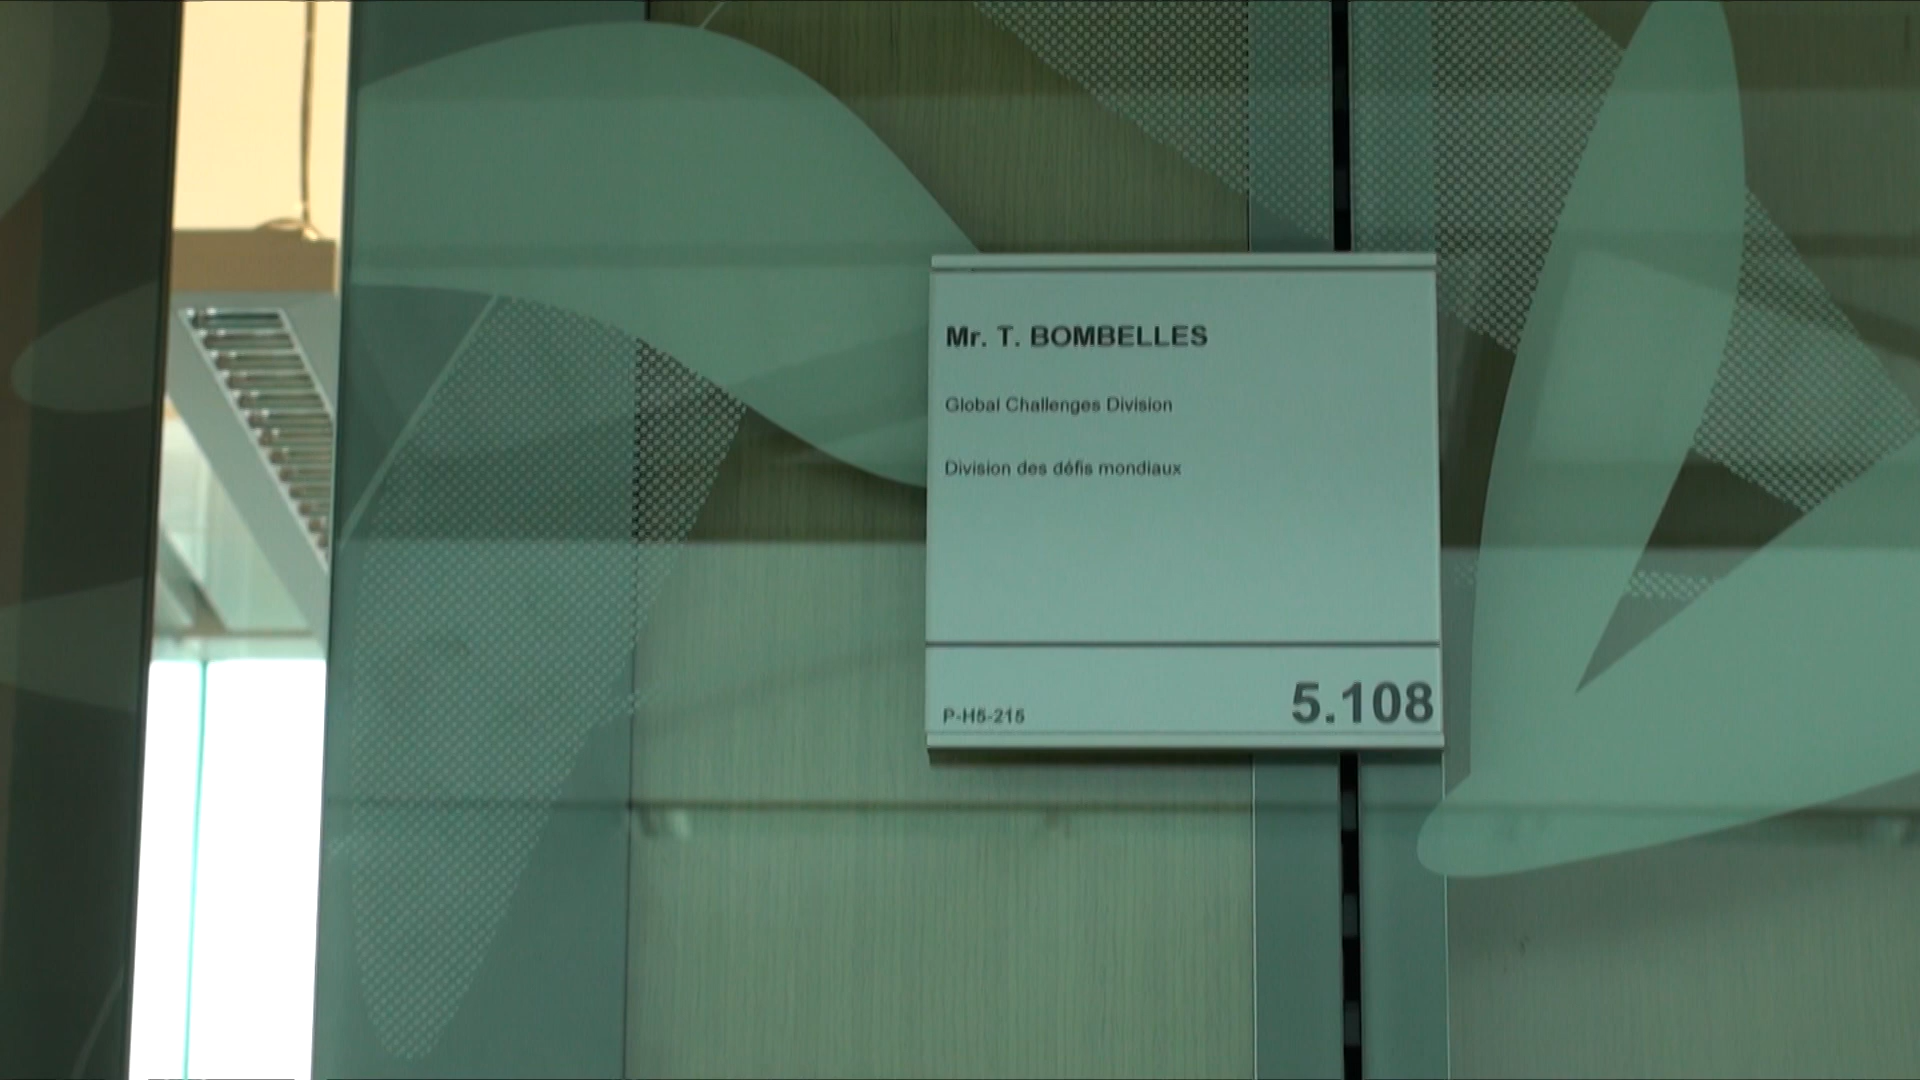 Mr. T. BOMBELLES
Global Challenges Division
Division des défis mondiaux
P-H5-215
5.108